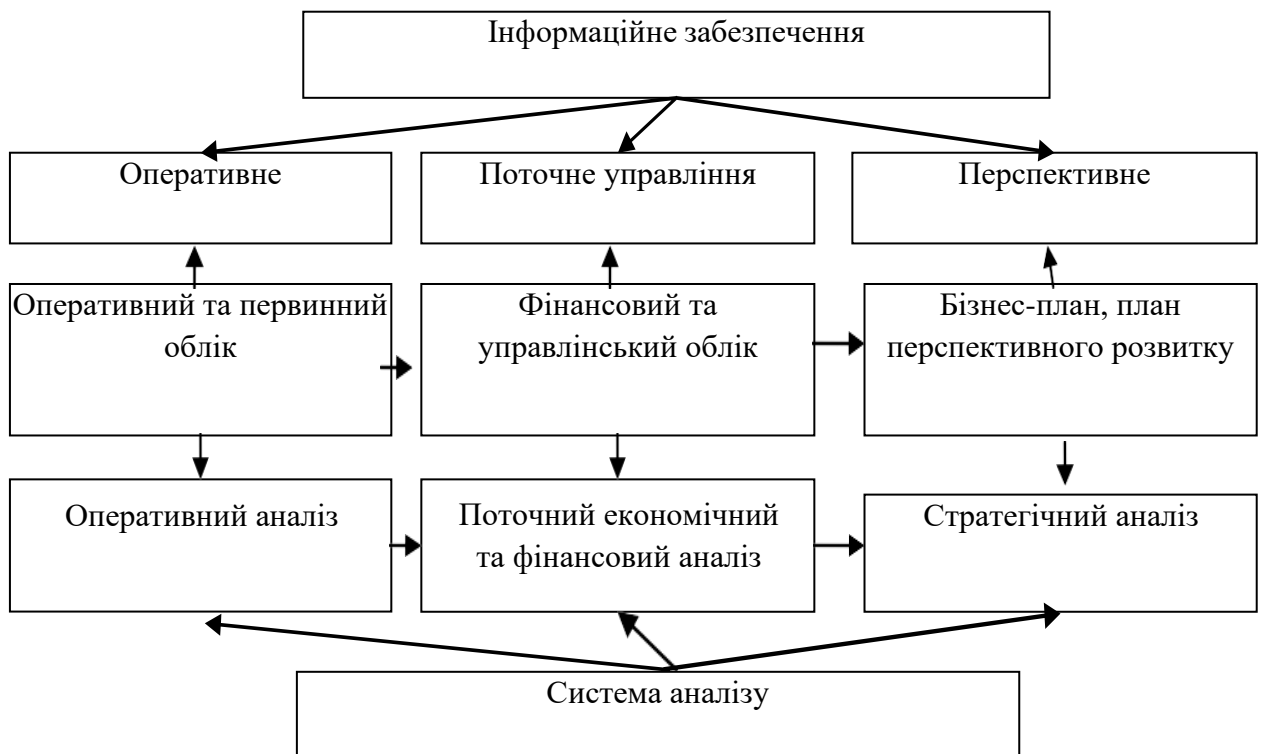 Інформаційне забезпечення
Оперативне
Поточне управління
Перспективне
Оперативний та первинний
облік
Фінансовий та
управлінський облік
Бізнес-план, план
перспективного розвитку
Оперативний аналіз
Поточний економічний
та фінансовий аналіз
Стратегічний аналіз
Система аналізу